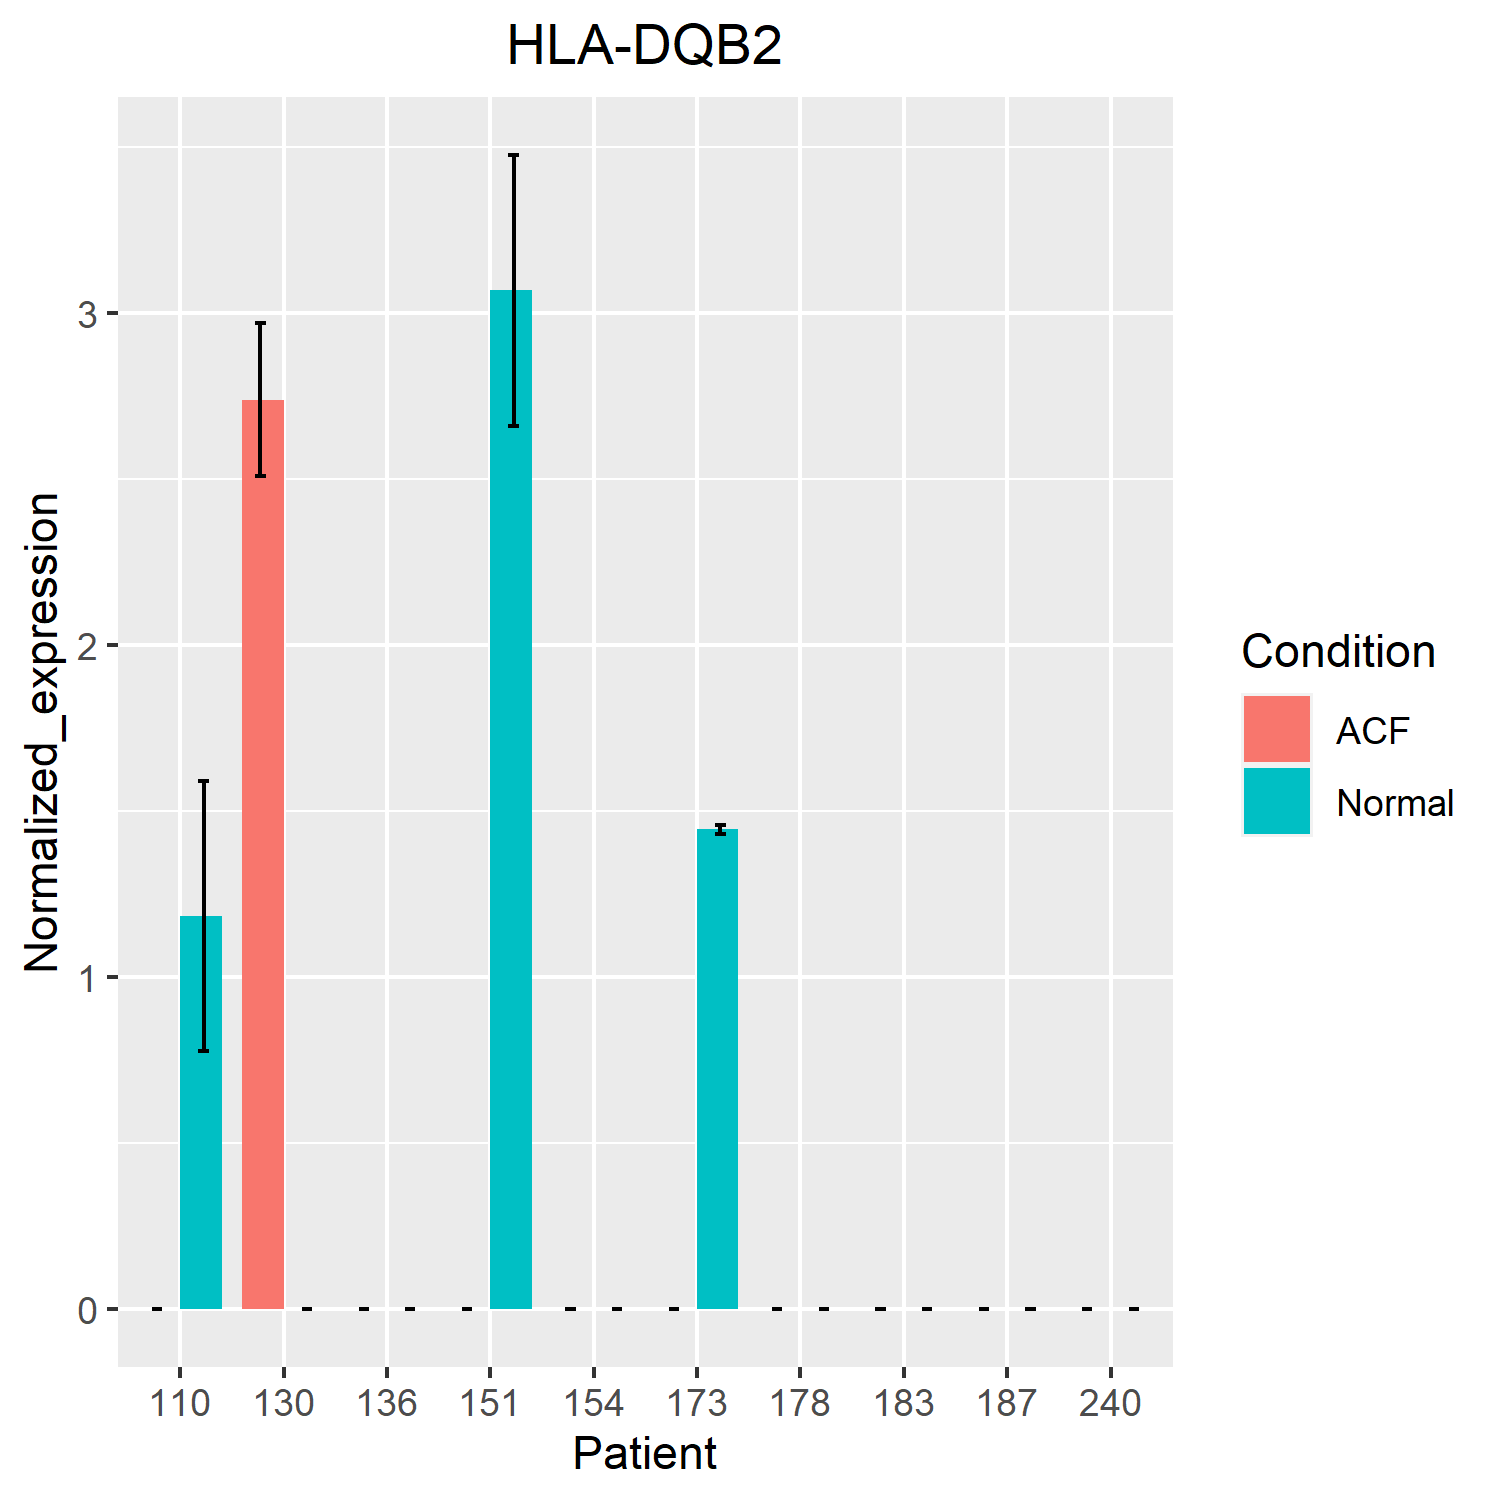 HLA-DQB2
Normalized_expression
3
2
1
0
110 130 136 151 154 173 178 183 187 240
Patient
Condition
ACF
Normal